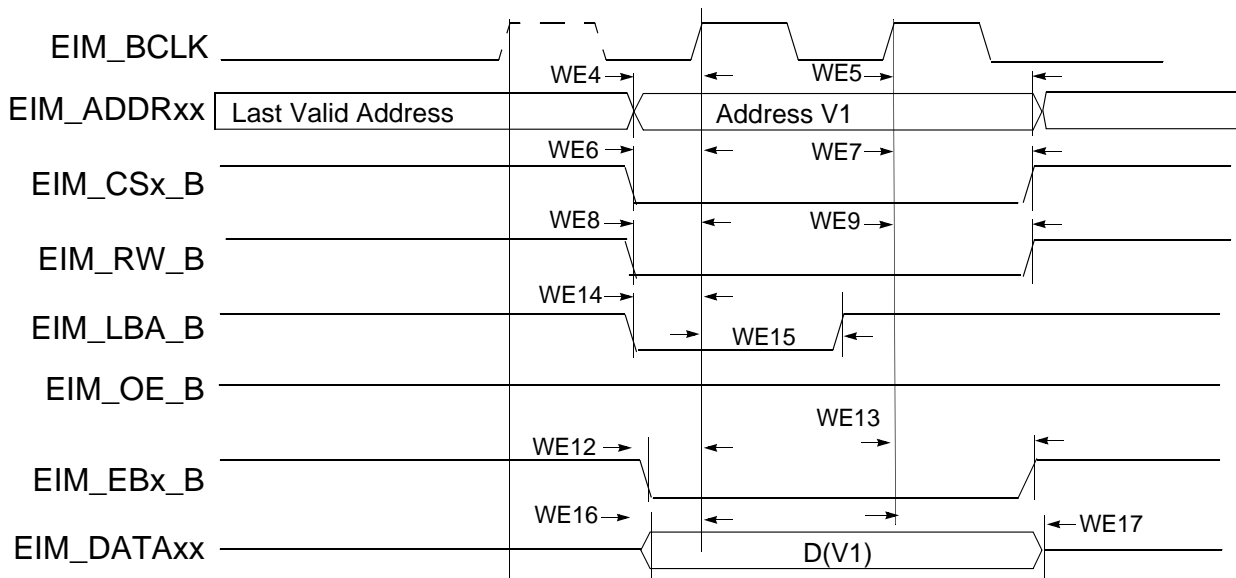 EIM_BCLK
WE4
WE5
EIM_ADDRxx
Last Valid Address
Address V1
WE6
WE7
EIM_CSx_B
WE8
WE9
EIM_RW_B
WE14
EIM_LBA_B
WE15
EIM_OE_B
WE13
WE12
EIM_EBx_B
WE16
WE17
EIM_DATAxx
D(V1)